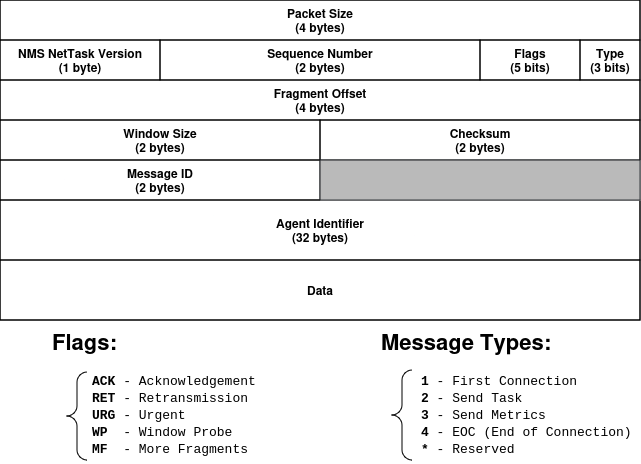 Packet Size
(4 bytes)
NMS NetTask Version
(1 byte)
Sequence Number
(2 bytes)
Flags
(5 bits)
Type
(3 bits)
Fragment Offset
(4 bytes)
Window Size
(2 bytes)
Checksum
(2 bytes)
Message ID
(2 bytes)
Agent Identifier
(32 bytes)
Data
Flags:
ACK - Acknowledgement
RET - Retransmission
URG - Urgent
WP - Window Probe
MF - More Fragments
Message Types:
1 - First Connection
2 - Send Task
3 - Send Metrics
4 - EOC (End of Connection)
* - Reserved